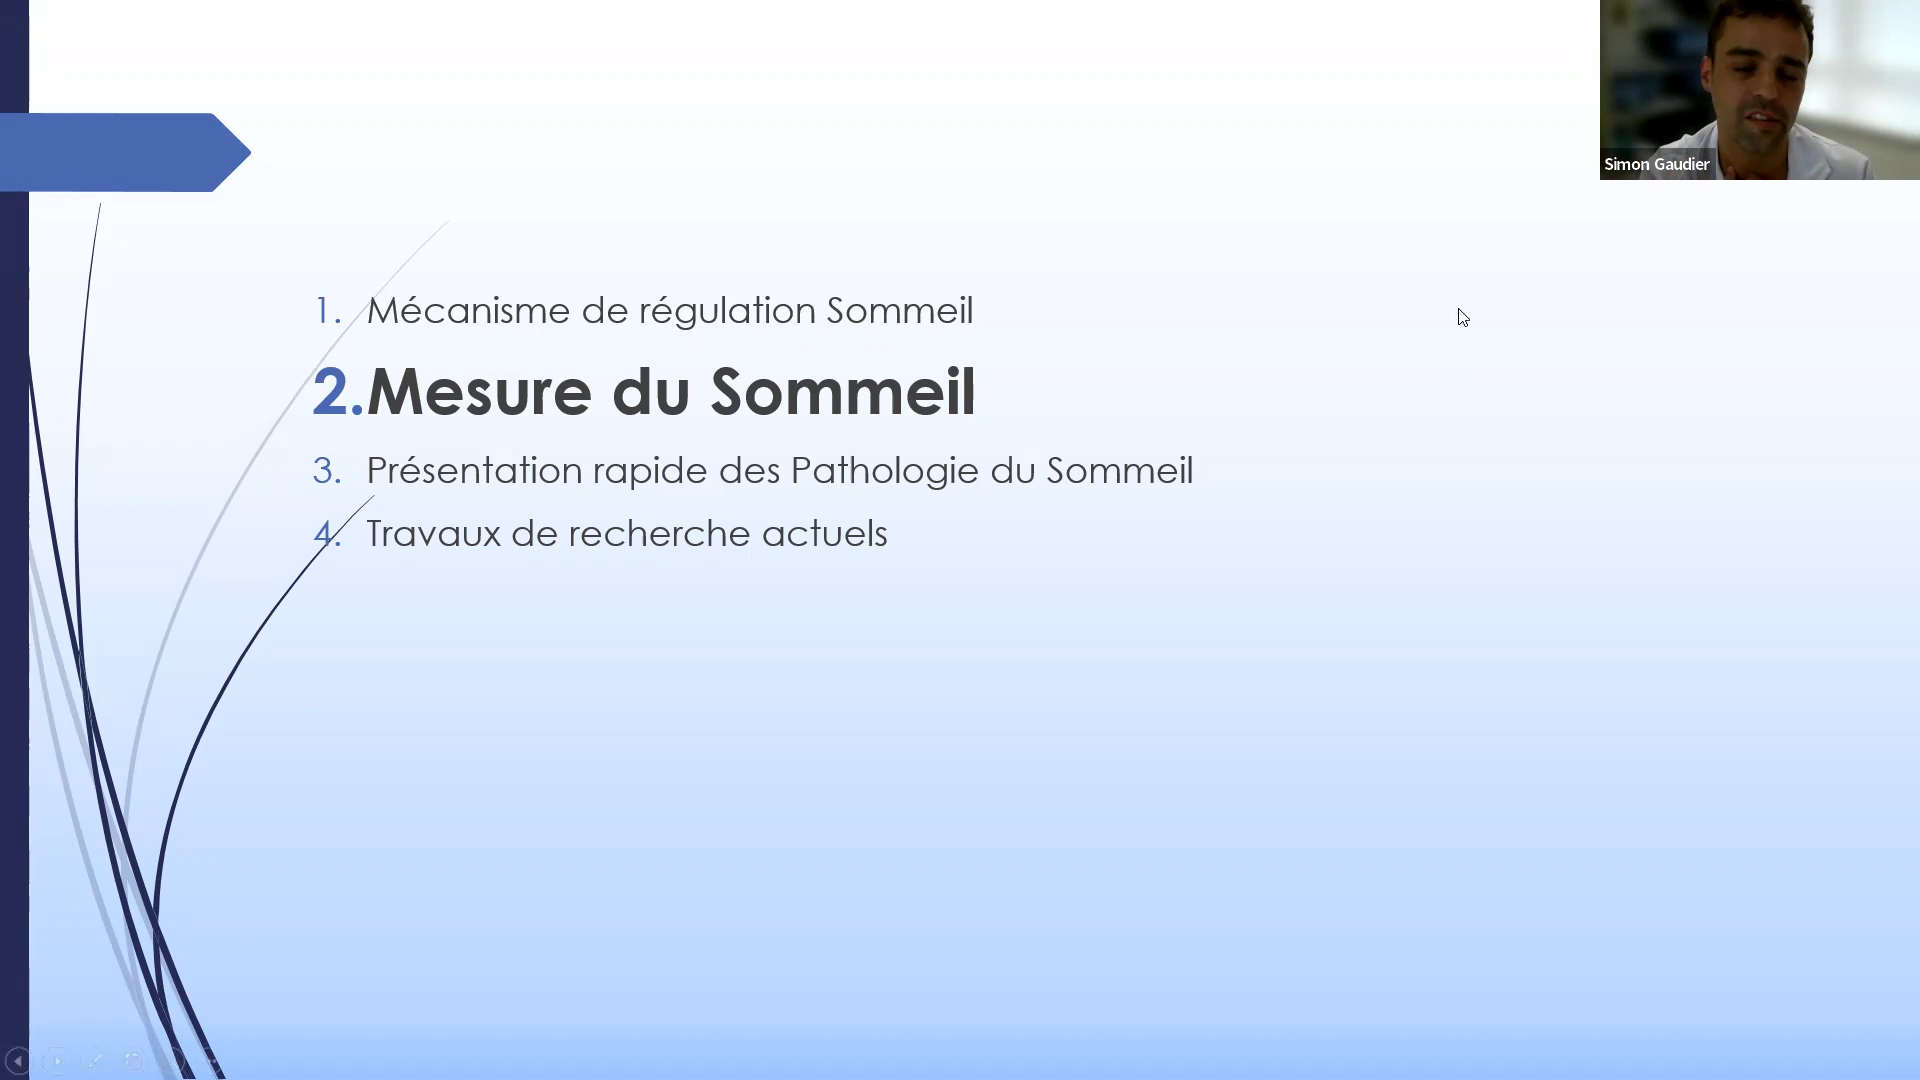 Simon Gaudier
1. Mécanisme de régulation Sommeil
2. Mesure du Sommeil
3. Présentation rapide des Pathologie du Sommeil
4. Travaux de recherche actuels